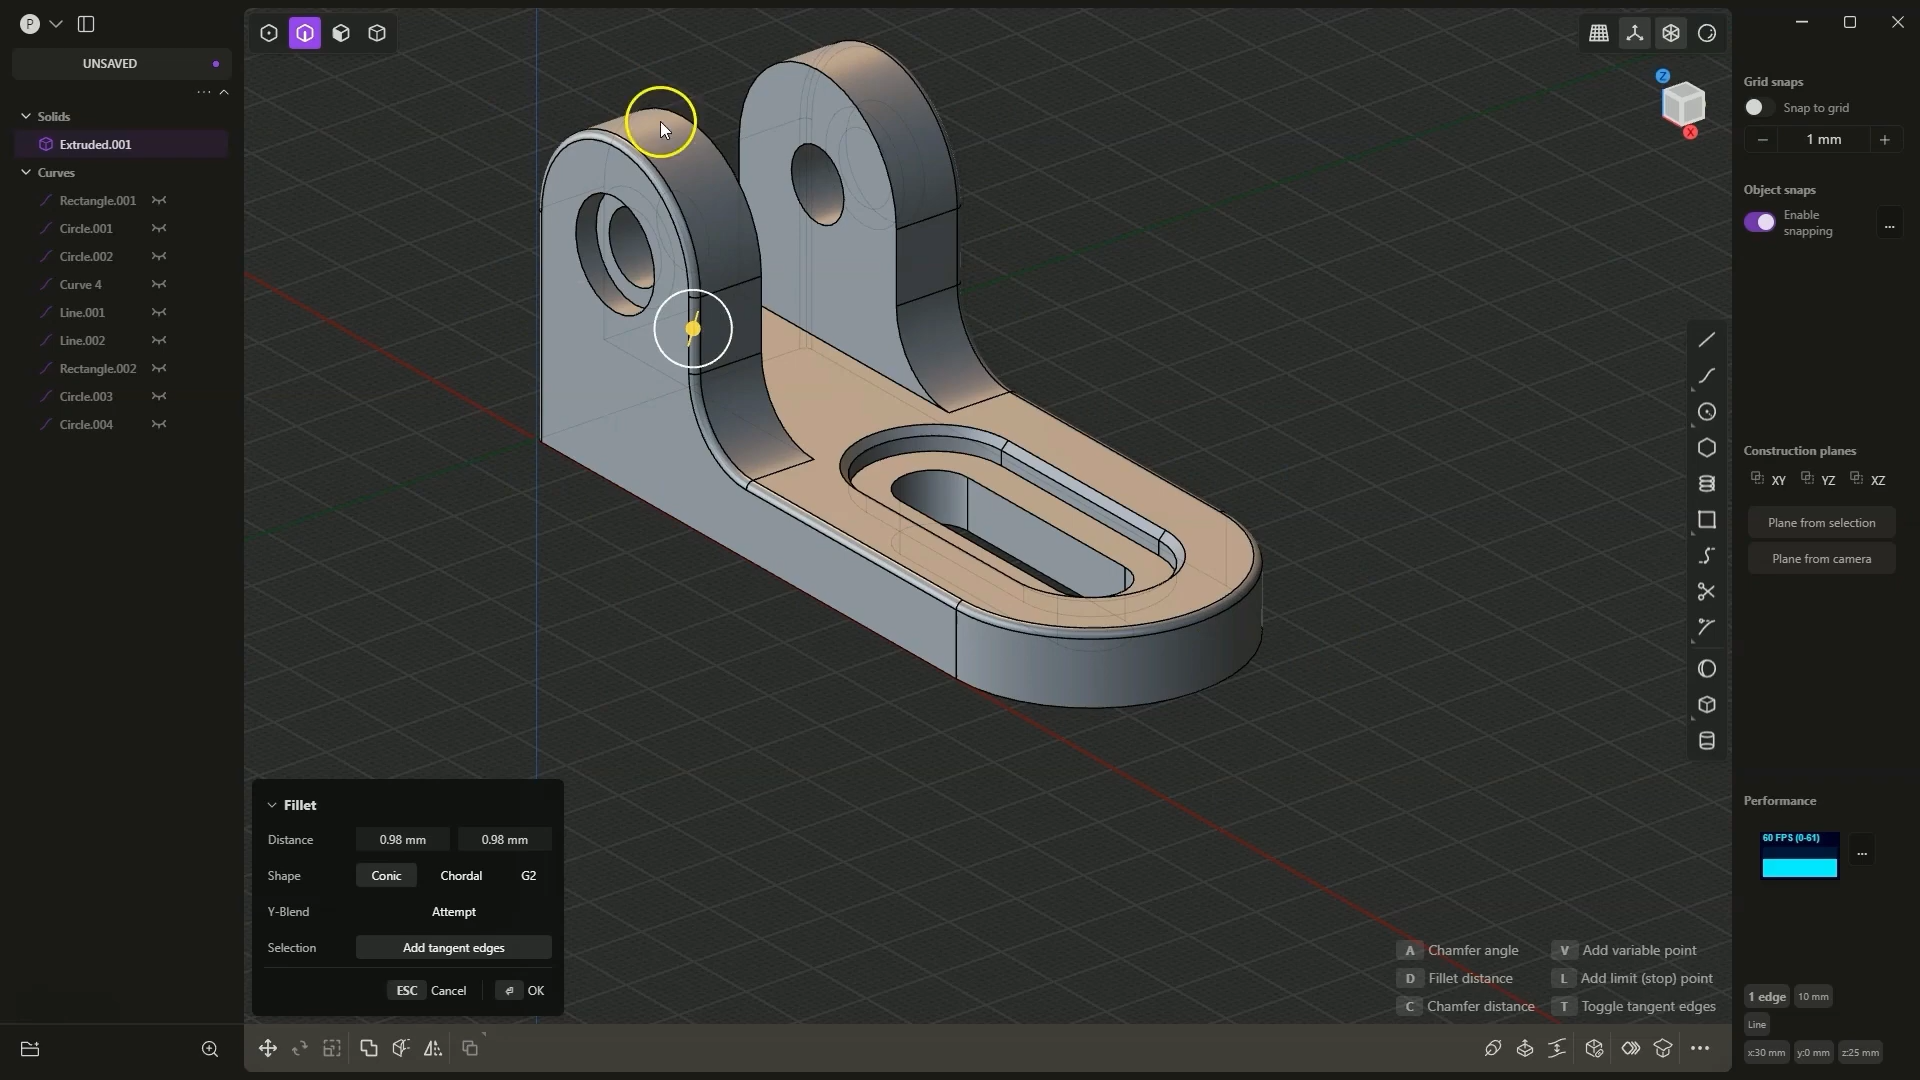 P
UNSAVED
Solids
Extruded.001
Curves
Rectangle.001
Circle.001
Circle.002
Curve 4
Line.001
Line.002
Rectangle.002
Circle.003
Circle.004
Z
X
Grid snaps
Snap to grid
1 mm
Object snaps
Enable
snapping
...
Construction planes
XY YZ XZ
Plane from selection
Plane from camera
Performance
60 FPS (0-61)
...
Fillet
Distance 0.98 mm 0.98 mm
Shape Conic Chordal G2
Y-Blend Attempt
Selection Add tangent edges
ESC Cancel OK
A Chamfer angle V Add variable point
D Fillet distance L Add limit (stop) point
C Chamfer distance T Toggle tangent edges
1 edge 10 mm
Line
x:30 mm y:0 mm z:25 mm